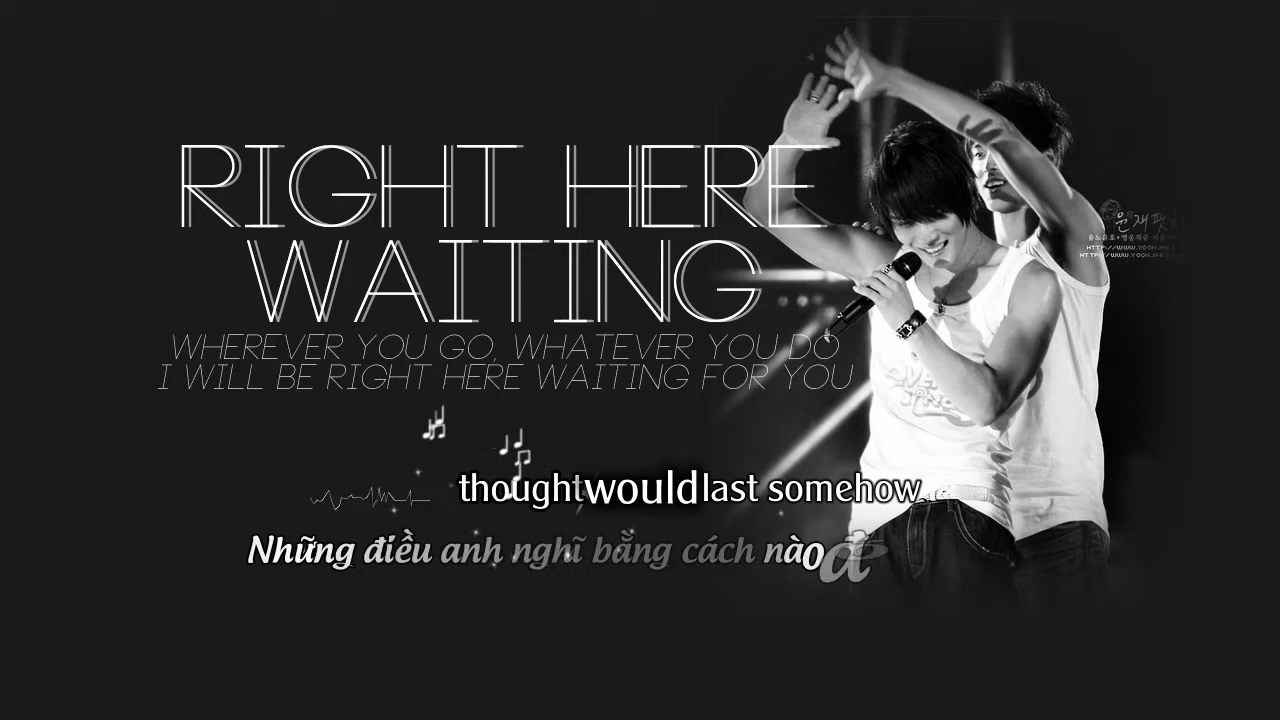 RIGHT HERE
WAITING
WHEREVER YOU GO, WHATEVER YOU DO
I WILL BE RIGHT HERE WAITING FOR YOU
thought would last somehow
Những điều anh nghĩ bằng cách nào đ